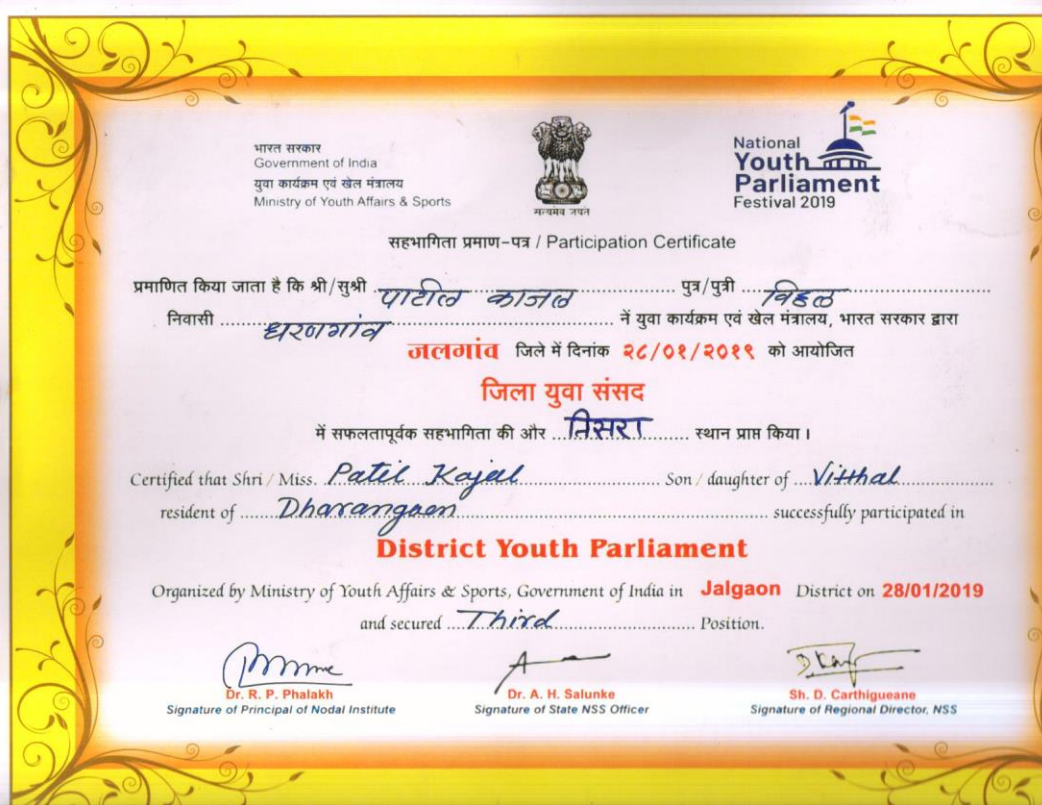 भारत सरकार
Government of India
युवा कार्यक्रम एवं खेल मंत्रालय
Ministry of Youth Affairs & Sports
सत्यमेव जयते
National
Youth
Parliament
Festival 2019
सहभागिता प्रमाण-पत्र / Participation Certificate
प्रमाणित किया जाता है कि श्री/सुश्री पाटील काजल पुत्र/पुत्री विठ्ठल
निवासी धरणगांव नें युवा कार्यक्रम एवं खेल मंत्रालय, भारत सरकार द्वारा
जलगांव जिले में दिनांक २८/०१/२०१९ को आयोजित
जिला युवा संसद
में सफलतापूर्वक सहभागिता की और तिसरा स्थान प्राप्त किया ।
Certified that Shri / Miss. Patil Kajal Son / daughter of Vitthal
resident of Dharangaon successfully participated in
District Youth Parliament
Organized by Ministry of Youth Affairs & Sports, Government of India in Jalgaon District on 28/01/2019
and secured Third Position.
Dr. R. P. Phalakh
Signature of Principal of Nodal Institute
Dr. A. H. Salunke
Signature of State NSS Officer
Sh. D. Carthigueane
Signature of Regional Director, NSS